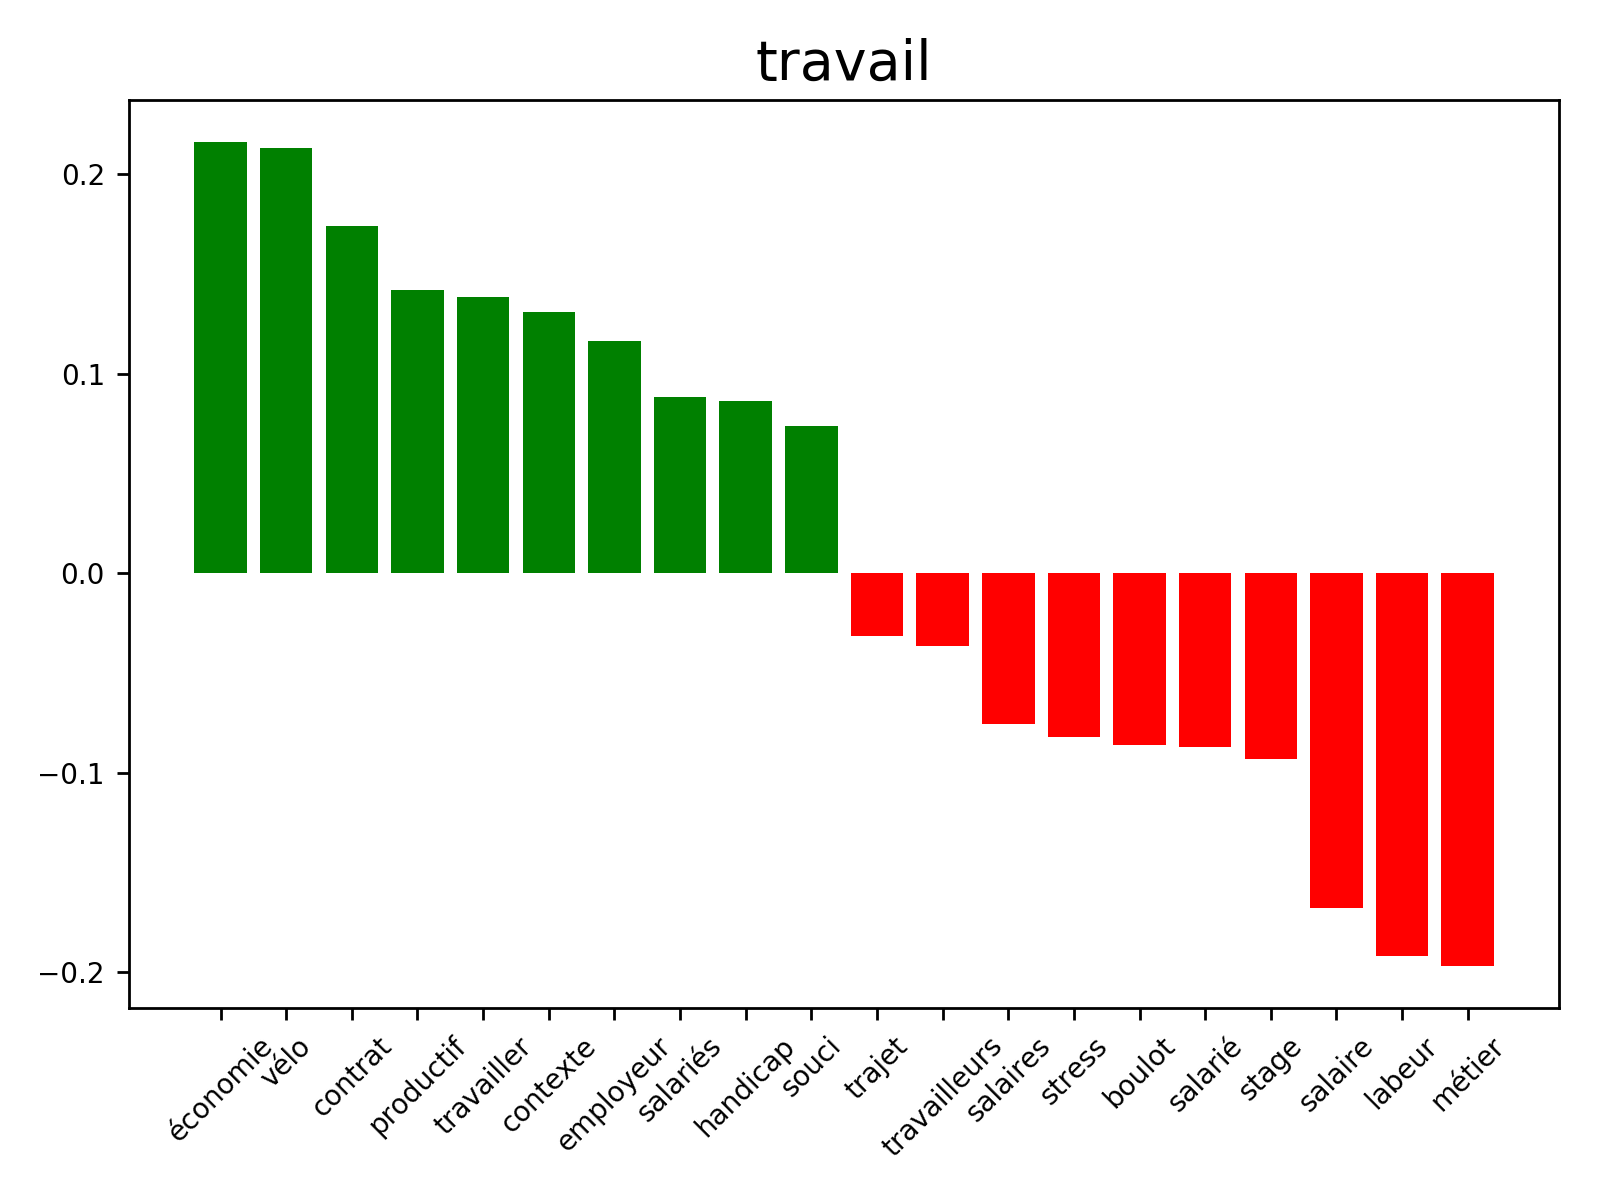 travail
0.2
0.1
0.0
−0.1
−0.2
économie
vélo
contrat
productif
travailler
contexte
employeur
salariés
handicap
souci
trajet
travailleurs
salaires
stress
boulot
salarié
stage
salaire
labeur
métier